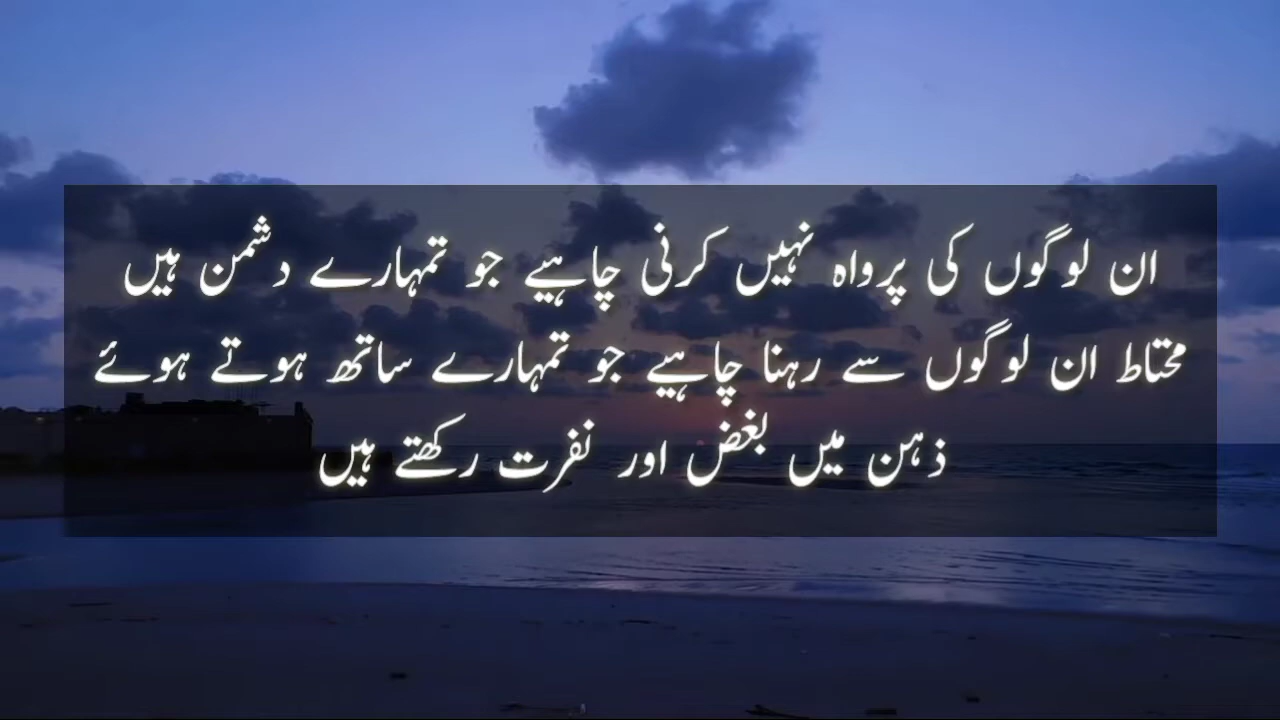 ان لوگوں کی پرواہ نہیں کرنی چاہیے جو تمہارے دشمن ہیں
محتاط ان لوگوں سے رہنا چاہیے جو تمہارے ساتھ ہوتے ہوئے
ذہن میں بغض اور نفرت رکھتے ہیں